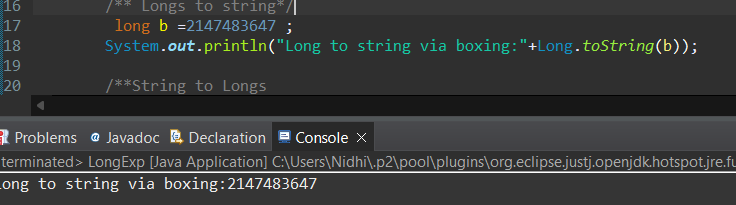 16 /** Longs to string*/
17 long b =2147483647 ;
18 System.out.println("Long to string via boxing:"+Long.toString(b));
19
20 /**String to Longs
Problems @ Javadoc Declaration Console
terminated> LongExp [Java Application] C:\Users\Nidhi\.p2\pool\plugins\org.eclipse.justj.openjdk.hotspot.jre.fu
ong to string via boxing:2147483647